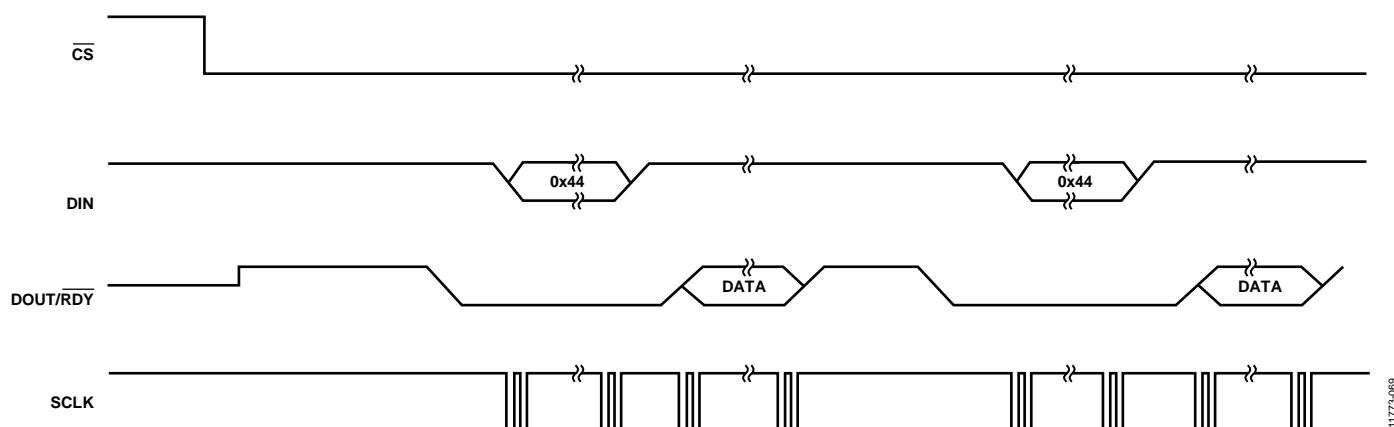 CS
DIN
0x44
0x44
DOUT/RDY
DATA
DATA
SCLK
11773-069